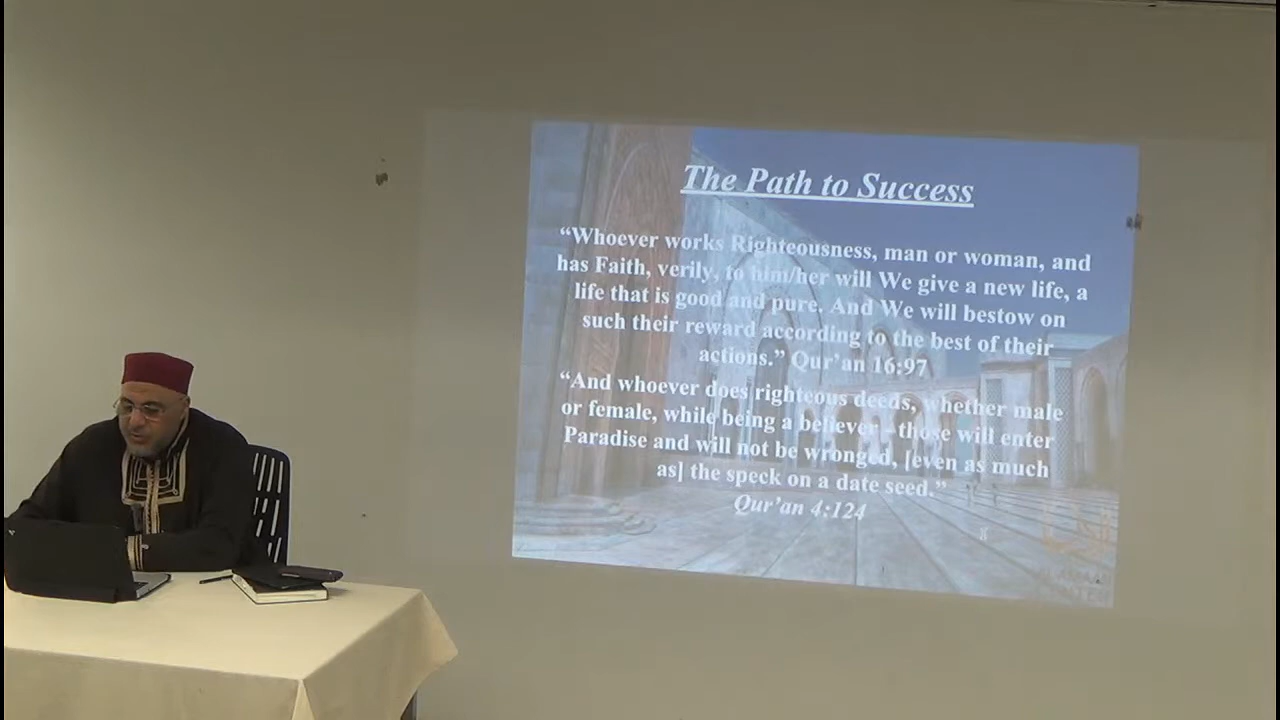 The Path to Success
“Whoever works Righteousness, man or woman, and
has Faith, verily, to him/her will We give a new life, a
life that is good and pure. And We will bestow on
such their reward according to the best of their
actions.” Qur’an 16:97
“And whoever does righteous deeds, whether male
or female, while being a believer - those will enter
Paradise and will not be wronged, [even as much
as] the speck on a date seed.”
Qur’an 4:124
8